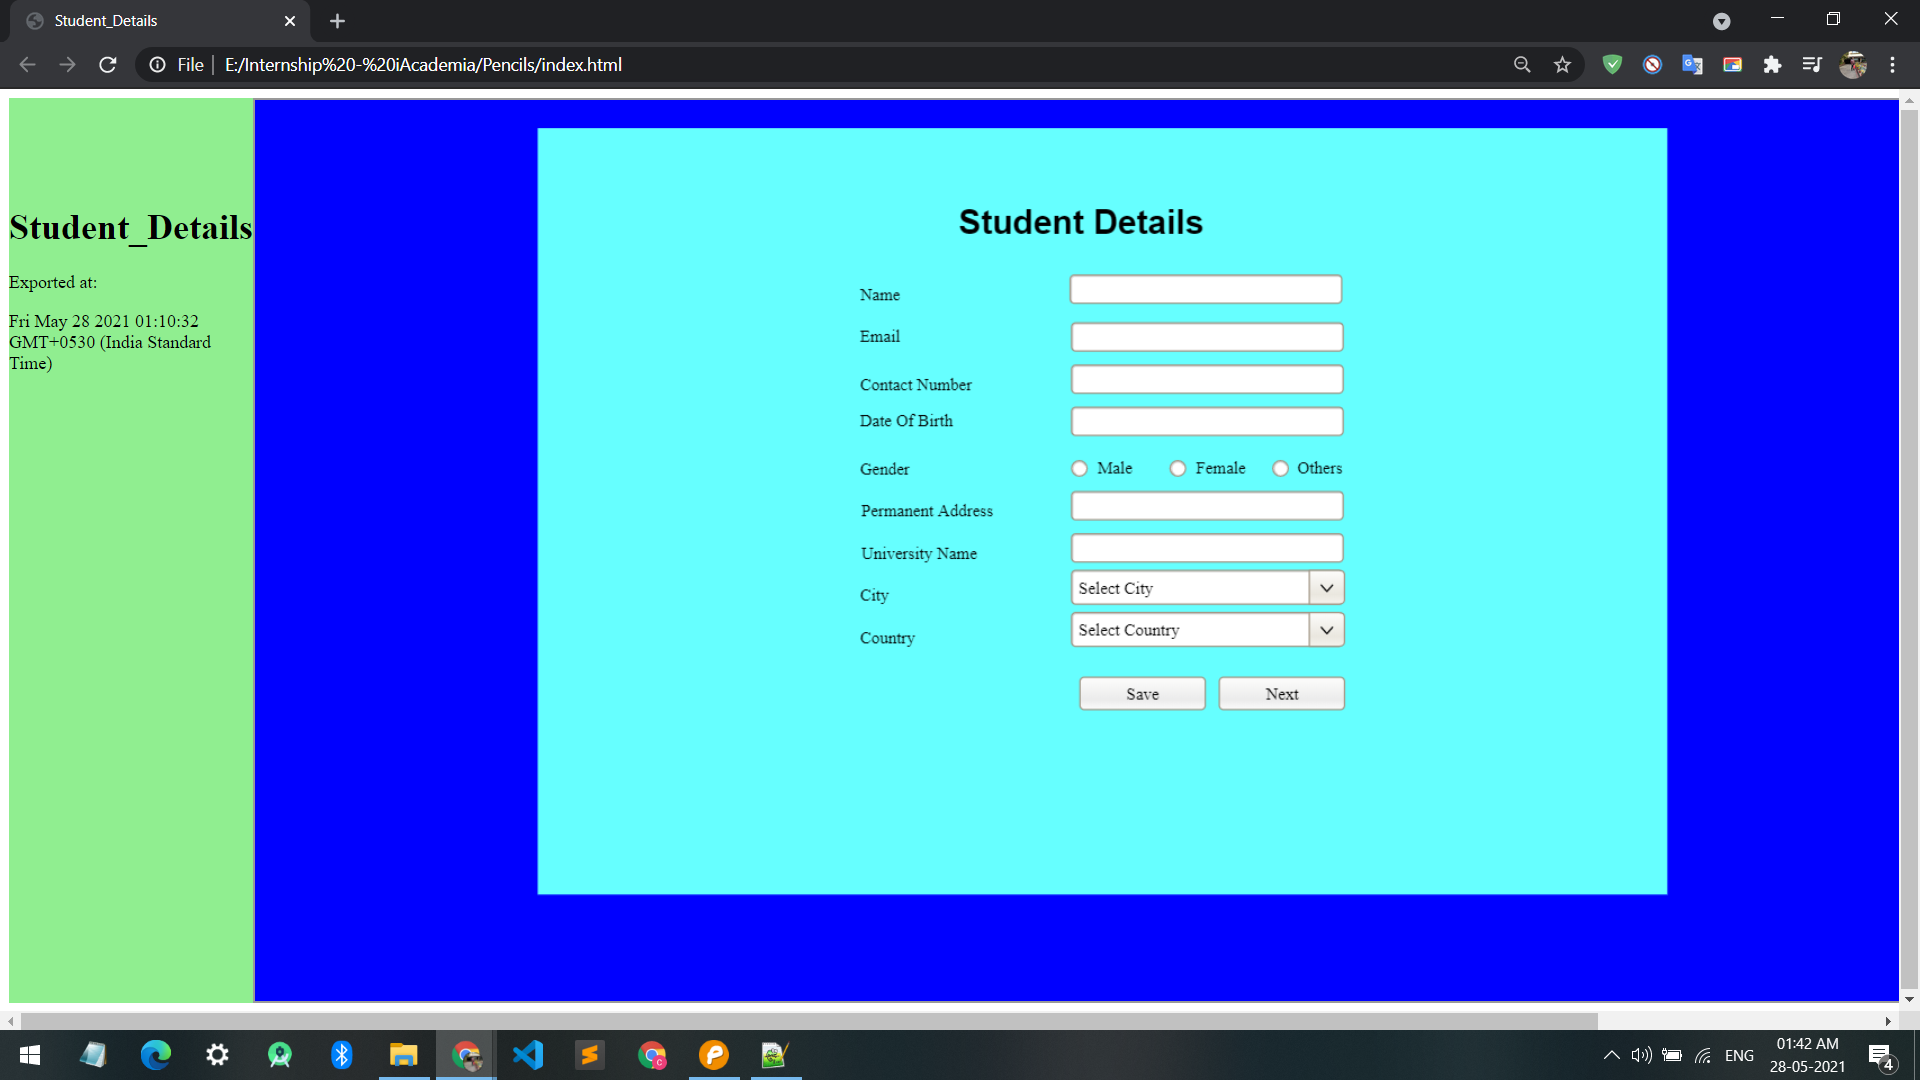 Student_Details
File
E:/Internship%20-%20iAcademia/Pencils/index.html
Student_Details
Exported at:
Fri May 28 2021 01:10:32
GMT+0530 (India Standard
Time)
Student Details
Name
Email
Contact Number
Date Of Birth
Gender Male Female Others
Permanent Address
University Name
City Select City
Country Select Country
Save Next
ENG
01:42 AM
28-05-2021
4